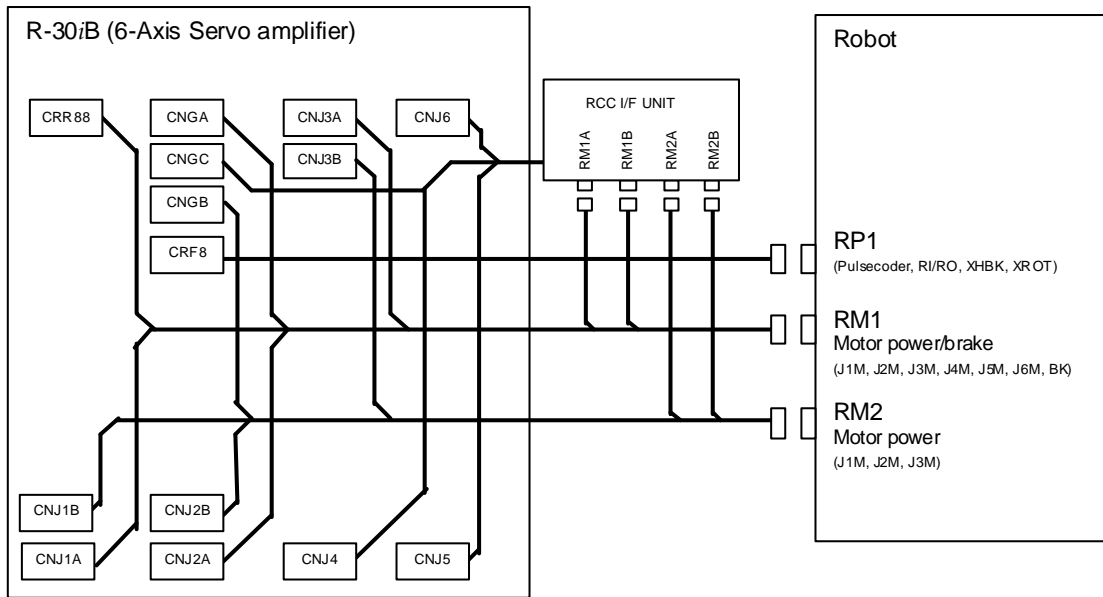 R-30iB (6-Axis Servo amplifier)
Robot
RCC I/F UNIT
RM1A
RM1B
RM2A
RM2B
CRR88
CNGA
CNJ3A
CNJ6
CNGC
CNJ3B
CNGB
CRF8
RP1
(Pulsecoder, RI/RO, XHBK, XROT)
RM1
Motor power/brake
(J1M, J2M, J3M, J4M, J5M, J6M, BK)
RM2
Motor power
(J1M, J2M, J3M)
CNJ1B
CNJ2B
CNJ1A
CNJ2A
CNJ4
CNJ5